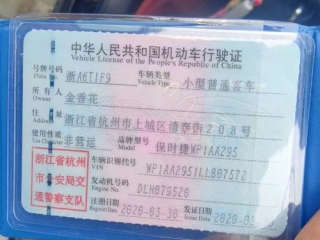 中华人民共和国机动车行驶证
Vehicle License of the People's Republic of China
号牌号码 浙A6T1F9 车辆类型 小型普通客车
Plate No. Vehicle Type
所有人 金香花
Owner
住址 浙江省杭州市上城区清泰街208号
Address
使用性质 非营运 品牌型号 保时捷WP1AA295
Use Character Model
浙江省杭州 车辆识别代号 WP1AA2951LLB07572
VIN
市公安局交 发动机号码 DLH079526
Engine No.
通警察支队 注册日期 2020-03-30 发证日期 2020-03
Register Date Issue Date